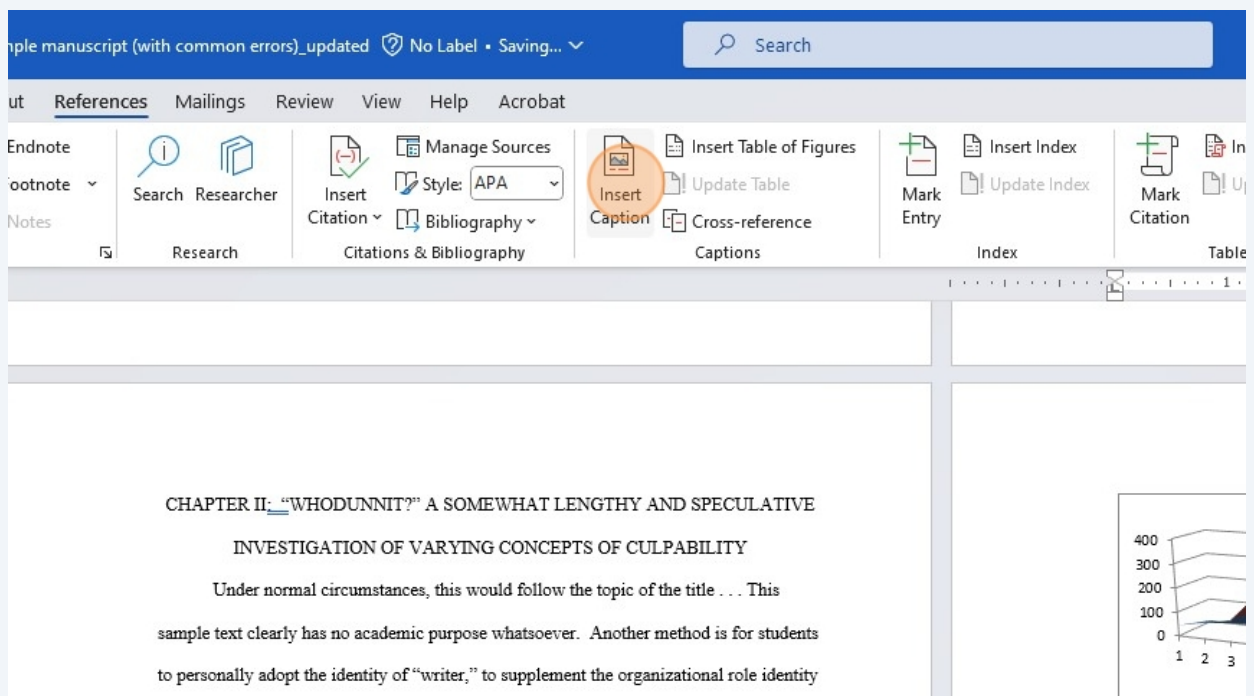 mple manuscript (with common errors)_updated No Label • Saving...
Search
ut References Mailings Review View Help Acrobat
Endnote
ootnote
Notes
Search Researcher
Research
Insert Citation
Manage Sources
Style: APA
Bibliography
Citations & Bibliography
Insert Caption
Insert Table of Figures
Update Table
Cross-reference
Captions
Mark Entry
Insert Index
Update Index
Index
Mark Citation
In
U
Table
1
CHAPTER II: “WHODUNNIT?” A SOMEWHAT LENGTHY AND SPECULATIVE
INVESTIGATION OF VARYING CONCEPTS OF CULPABILITY
Under normal circumstances, this would follow the topic of the title . . . This
sample text clearly has no academic purpose whatsoever. Another method is for students
to personally adopt the identity of “writer,” to supplement the organizational role identity
400
300
200
100
0
1 2 3